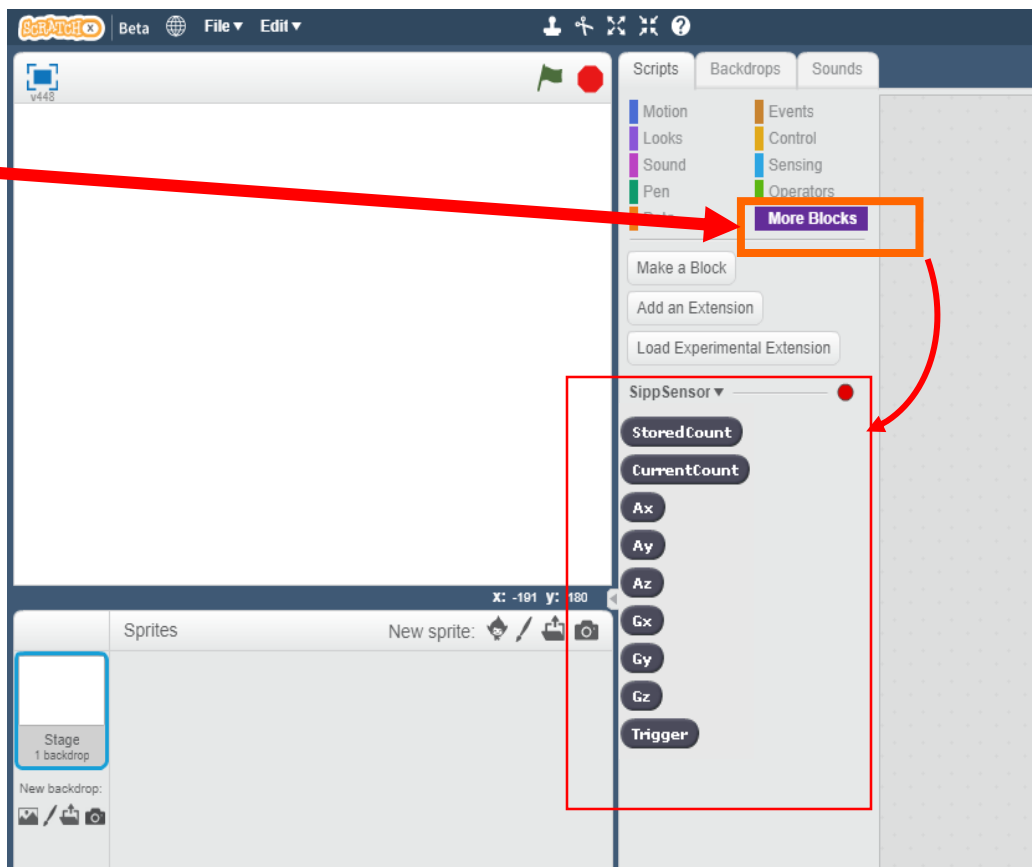 SCRATCHX Beta File▼ Edit▼
v448
Scripts Backdrops Sounds
Motion Events
Looks Control
Sound Sensing
Pen Operators
More Blocks
Make a Block
Add an Extension
Load Experimental Extension
SippSensor▼
StoredCount
CurrentCount
Ax
Ay
Az
Gx
Gy
Gz
Trigger
X: -191 y: 180
Sprites New sprite:
Stage
1 backdrop
New backdrop: